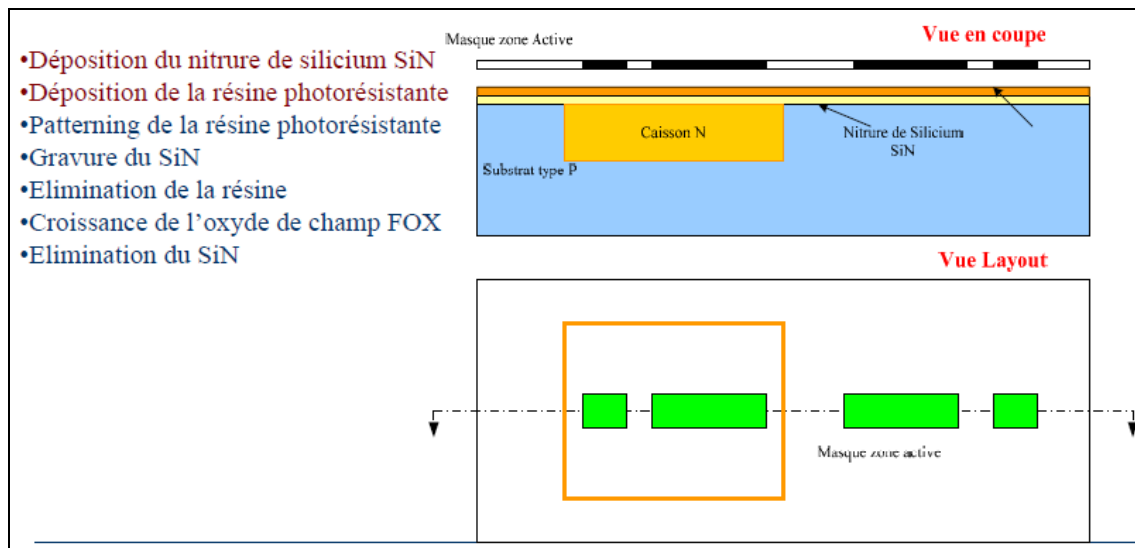 •Déposition du nitrure de silicium SiN
•Déposition de la résine photorésistante
•Patterning de la résine photorésistante
•Gravure du SiN
•Elimination de la résine
•Croissance de l'oxyde de champ FOX
•Elimination du SiN
Masque zone Active
Vue en coupe
Caisson N
Nitrure de Silicium
SiN
Substrat type P
Vue Layout
Masque zone active